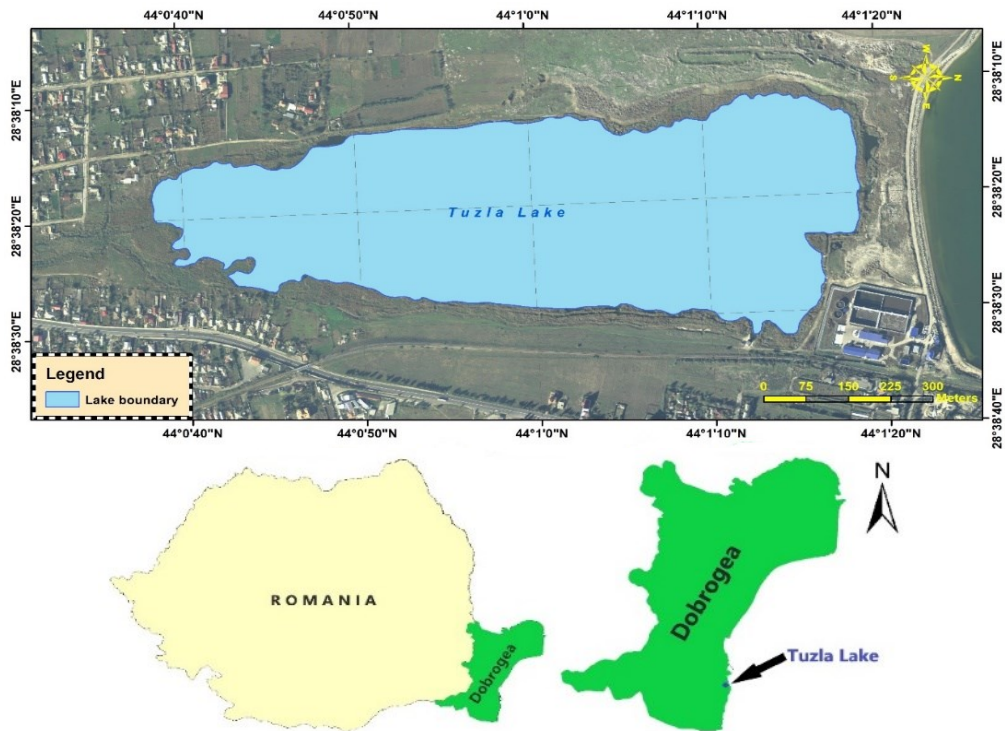 44°0'40"N 44°0'50"N 44°1'0"N 44°1'10"N 44°1'20"N
28°38'10"E
28°38'20"E
28°38'30"E
28°38'10"E
28°38'20"E
28°38'30"E
28°38'40"E
W
S N
E
Tuzla Lake
Legend
Lake boundary
0 75 150 225 300
Meters
44°0'40"N 44°0'50"N 44°1'0"N 44°1'10"N 44°1'20"N
ROMANIA
Dobrogea
Dobrogea
N
Tuzla Lake